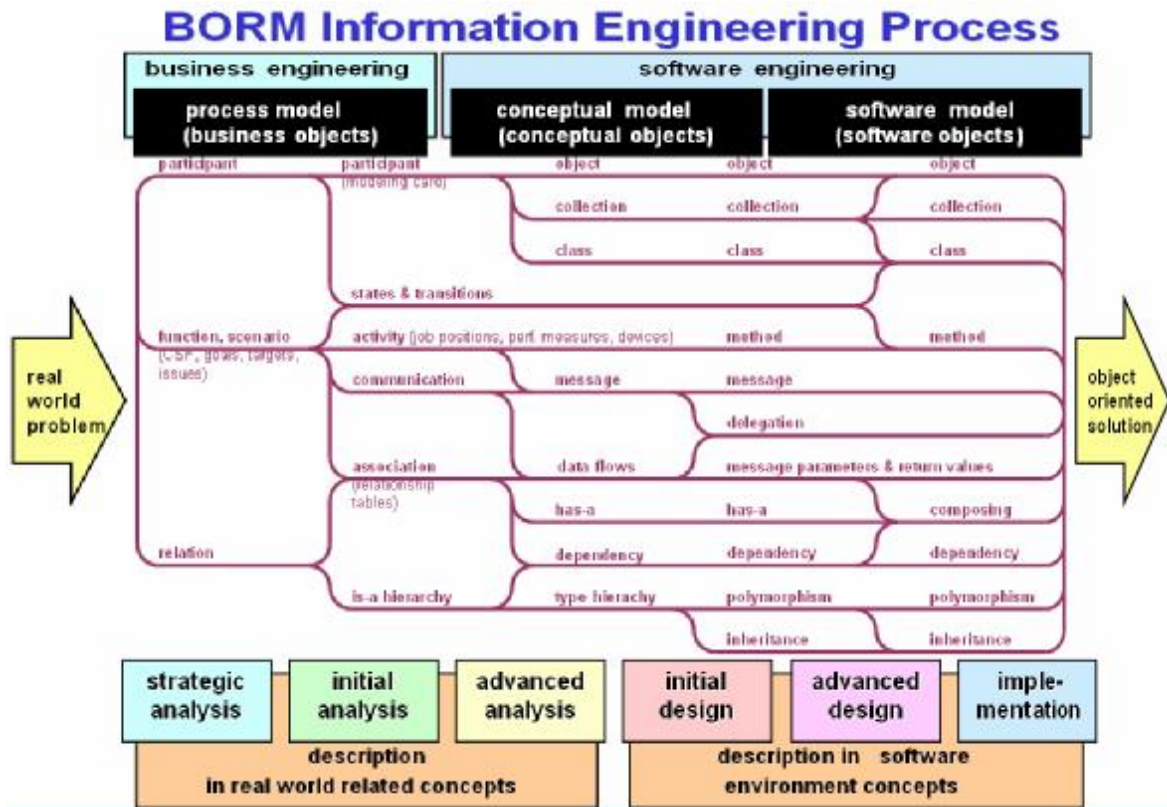 BORM Information Engineering Process
business engineering
software engineering
process model
(business objects)
conceptual model
(conceptual objects)
software model
(software objects)
participant
participant
(modeling card)
object
object
object
collection
collection
collection
class
class
class
states & transitions
function, scenario
(CSF, goals, targets,
issues)
activity (job positions, perf. measures, devices)
method
method
communication
message
message
delegation
association
(relationship
tables)
data flows
message parameters & return values
has-a
has-a
composing
relation
dependency
dependency
dependency
is-a hierarchy
type hierachy
polymorphism
polymorphism
inheritance
inheritance
real
world
problem
object
oriented
solution
strategic
analysis
initial
analysis
advanced
analysis
initial
design
advanced
design
imple-
mentation
description
in real world related concepts
description in software
environment concepts